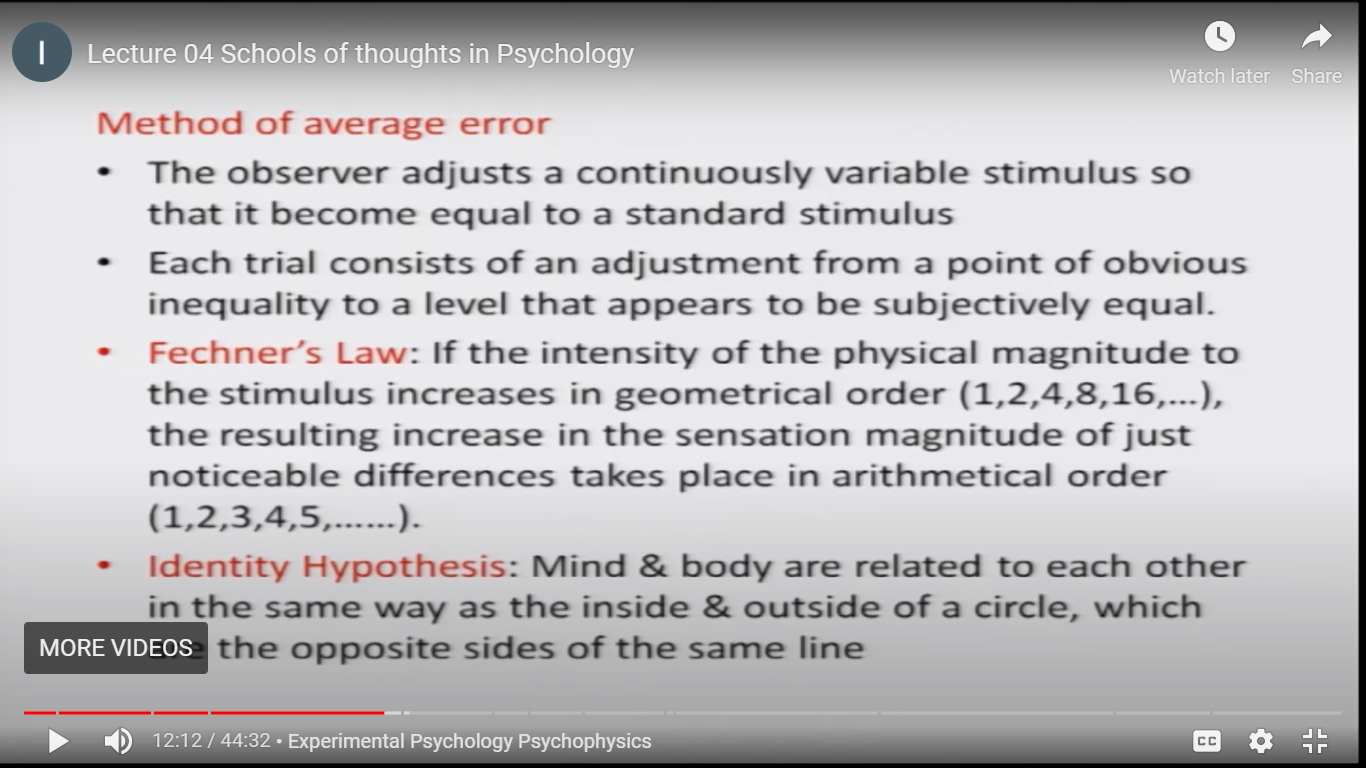 I
Lecture 04 Schools of thoughts in Psychology
Watch later
Share
Method of average error
• The observer adjusts a continuously variable stimulus so
that it become equal to a standard stimulus
• Each trial consists of an adjustment from a point of obvious
inequality to a level that appears to be subjectively equal.
• Fechner's Law: If the intensity of the physical magnitude to
the stimulus increases in geometrical order (1,2,4,8,16,...),
the resulting increase in the sensation magnitude of just
noticeable differences takes place in arithmetical order
(1,2,3,4,5,......).
• Identity Hypothesis: Mind & body are related to each other
in the same way as the inside & outside of a circle, which
the opposite sides of the same line
MORE VIDEOS
12:12 / 44:32 • Experimental Psychology Psychophysics
CC